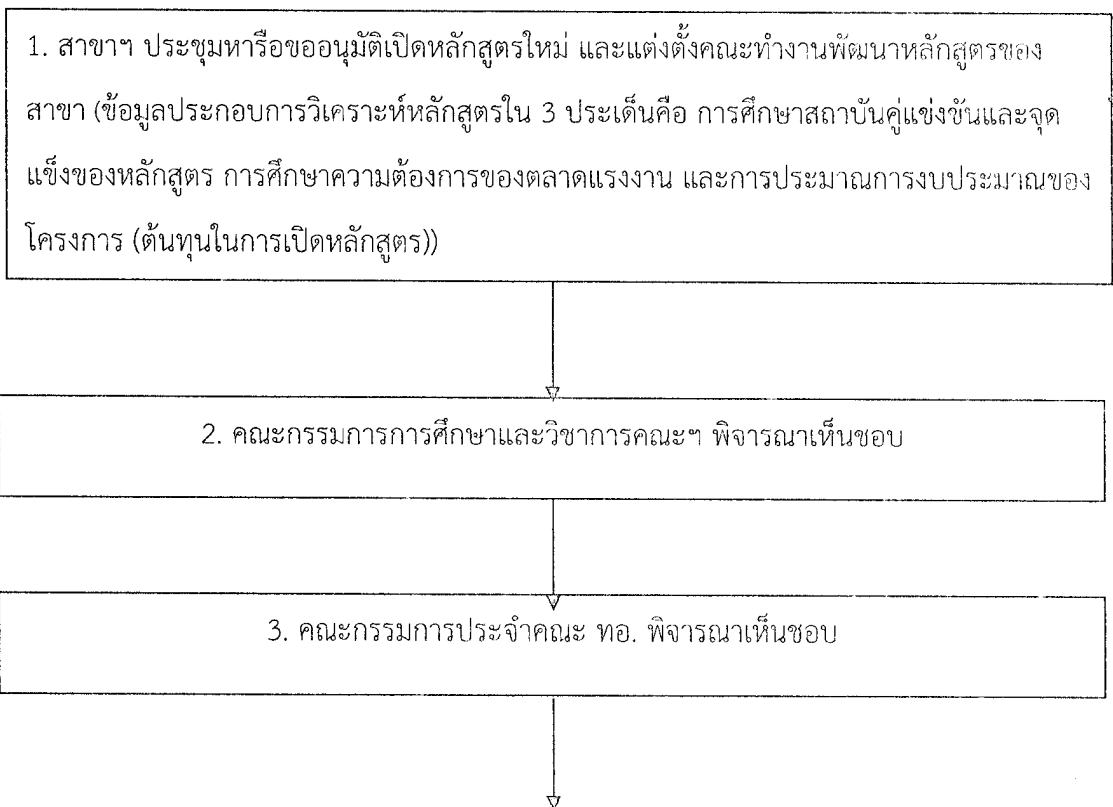 1. สาขาฯ ประชุมหารือขออนุมัติเปิดหลักสูตรใหม่ และแต่งตั้งคณะทำงานพัฒนาหลักสูตรของ
สาขา (ข้อมูลประกอบการวิเคราะห์หลักสูตรใน 3 ประเด็นคือ การศึกษาสถาบันคู่แข่งขันและจุด
แข็งของหลักสูตร การศึกษาความต้องการของตลาดแรงงาน และการประมาณการงบประมาณของ
โครงการ (ต้นทุนในการเปิดหลักสูตร))
2. คณะกรรมการการศึกษาและวิชาการคณะฯ พิจารณาเห็นชอบ
3. คณะกรรมการประจำคณะ ทอ. พิจารณาเห็นชอบ